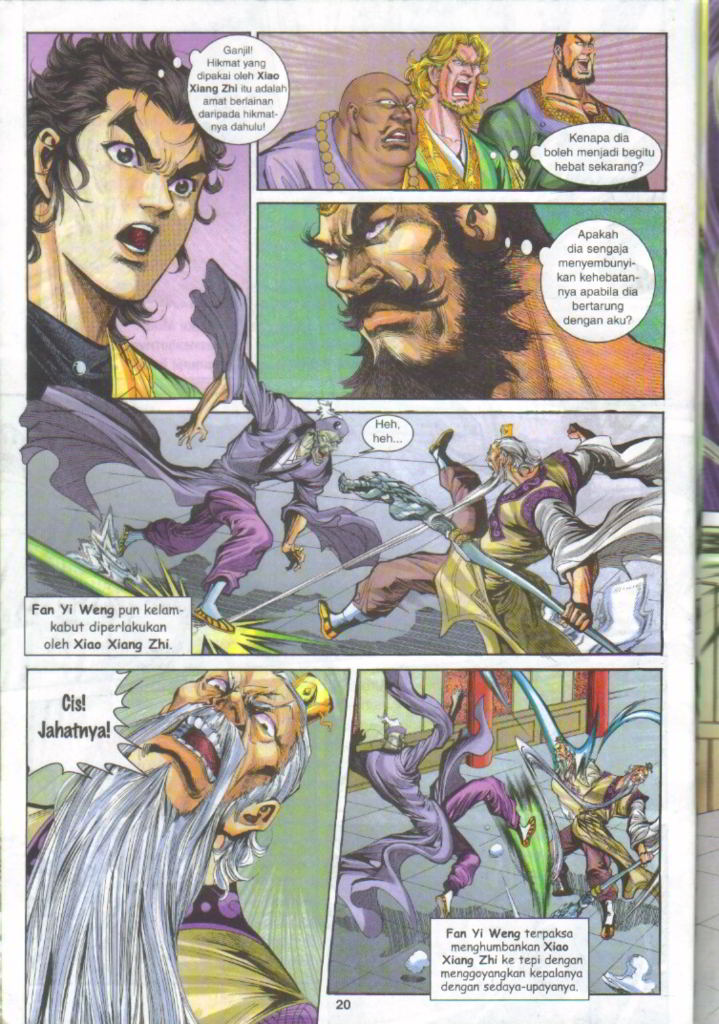 Ganjil!
Hikmat yang
dipakai oleh Xiao
Xiang Zhi itu adalah
amat berlainan
daripada hikmat-
nya dahulu!
Kenapa dia
boleh menjadi begitu
hebat sekarang?
Apakah
dia sengaja
menyembunyi-
kan kehebatan-
nya apabila dia
bertarung
dengan aku?
Heh,
heh...
Fan Yi Weng pun kelam-
kabut diperlakukan
oleh Xiao Xiang Zhi.
Cis!
Jahatnya!
Fan Yi Weng terpaksa
menghumbankan Xiao
Xiang Zhi ke tepi dengan
menggoyangkan kepalanya
dengan sedaya-upayanya.
20